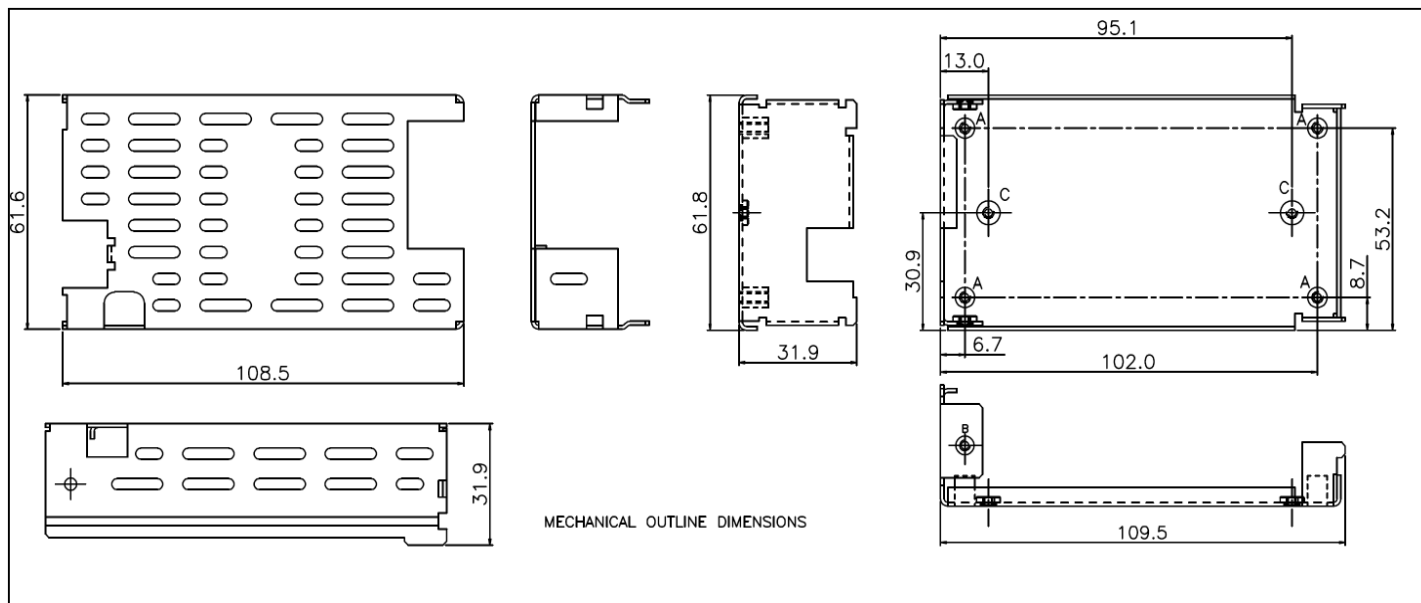 95.1
13.0
A
A
C
C
61.6
61.8
30.9
53.2
8.7
A
A
31.9
6.7
102.0
108.5
B
31.9
MECHANICAL OUTLINE DIMENSIONS
109.5